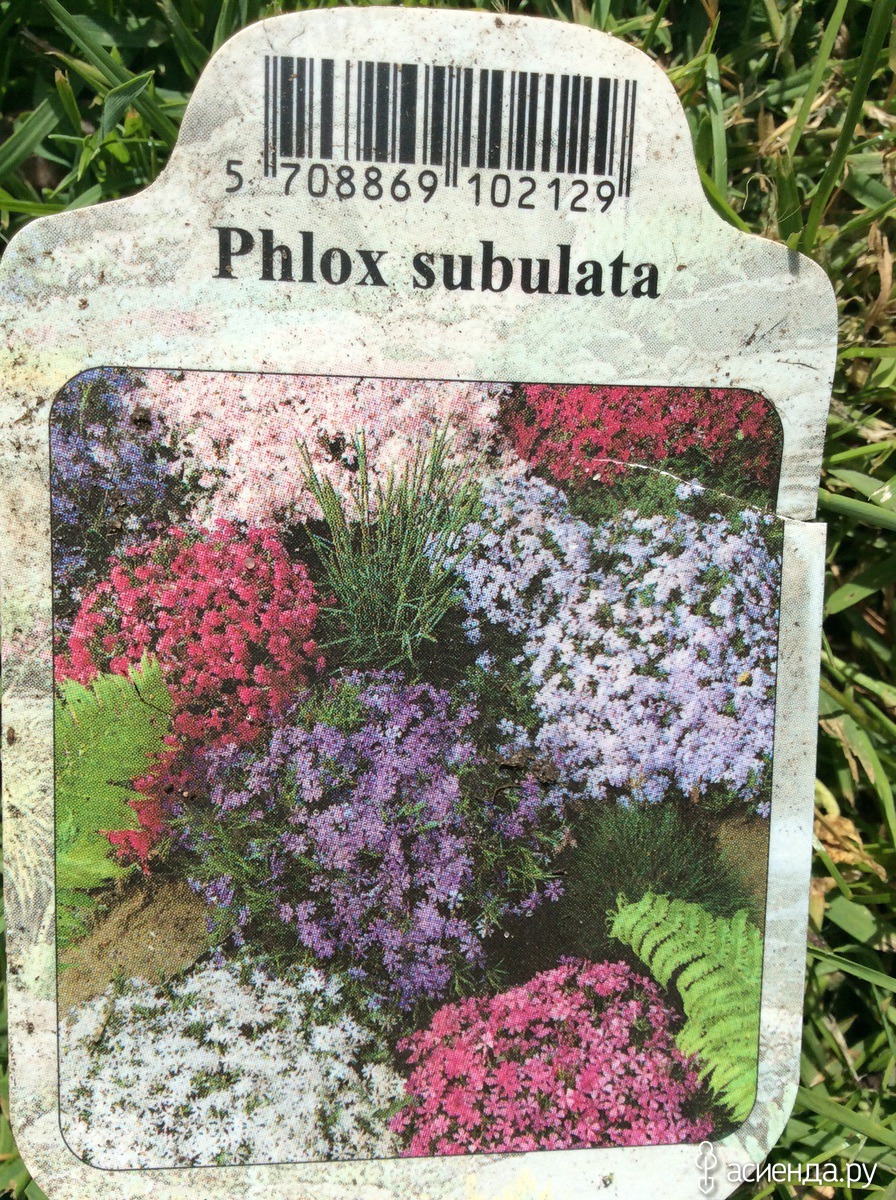 5 708869 102129
Phlox subulata
асиенда.ру